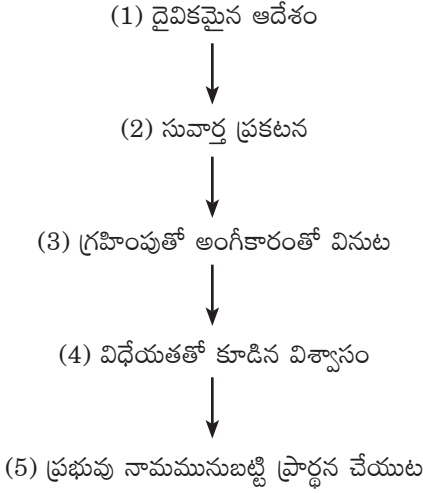 (1) దైవికమైన ఆదేశం
(2) సువార్త ప్రకటన
(3) గ్రహింపుతో అంగీకారంతో వినుట
(4) విధేయతతో కూడిన విశ్వాసం
(5) ప్రభువు నామమునుబట్టి ప్రార్థన చేయుట